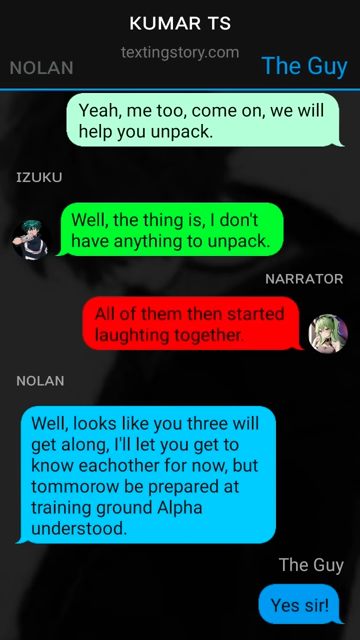 KUMAR TS
textingstory.com
NOLAN
The Guy
Yeah, me too, come on, we will
help you unpack.
IZUKU
Well, the thing is, I don't
have anything to unpack.
NARRATOR
All of them then started
laughting together.
NOLAN
Well, looks like you three will
get along, I'll let you get to
know eachother for now, but
tommorow be prepared at
training ground Alpha
understood.
The Guy
Yes sir!